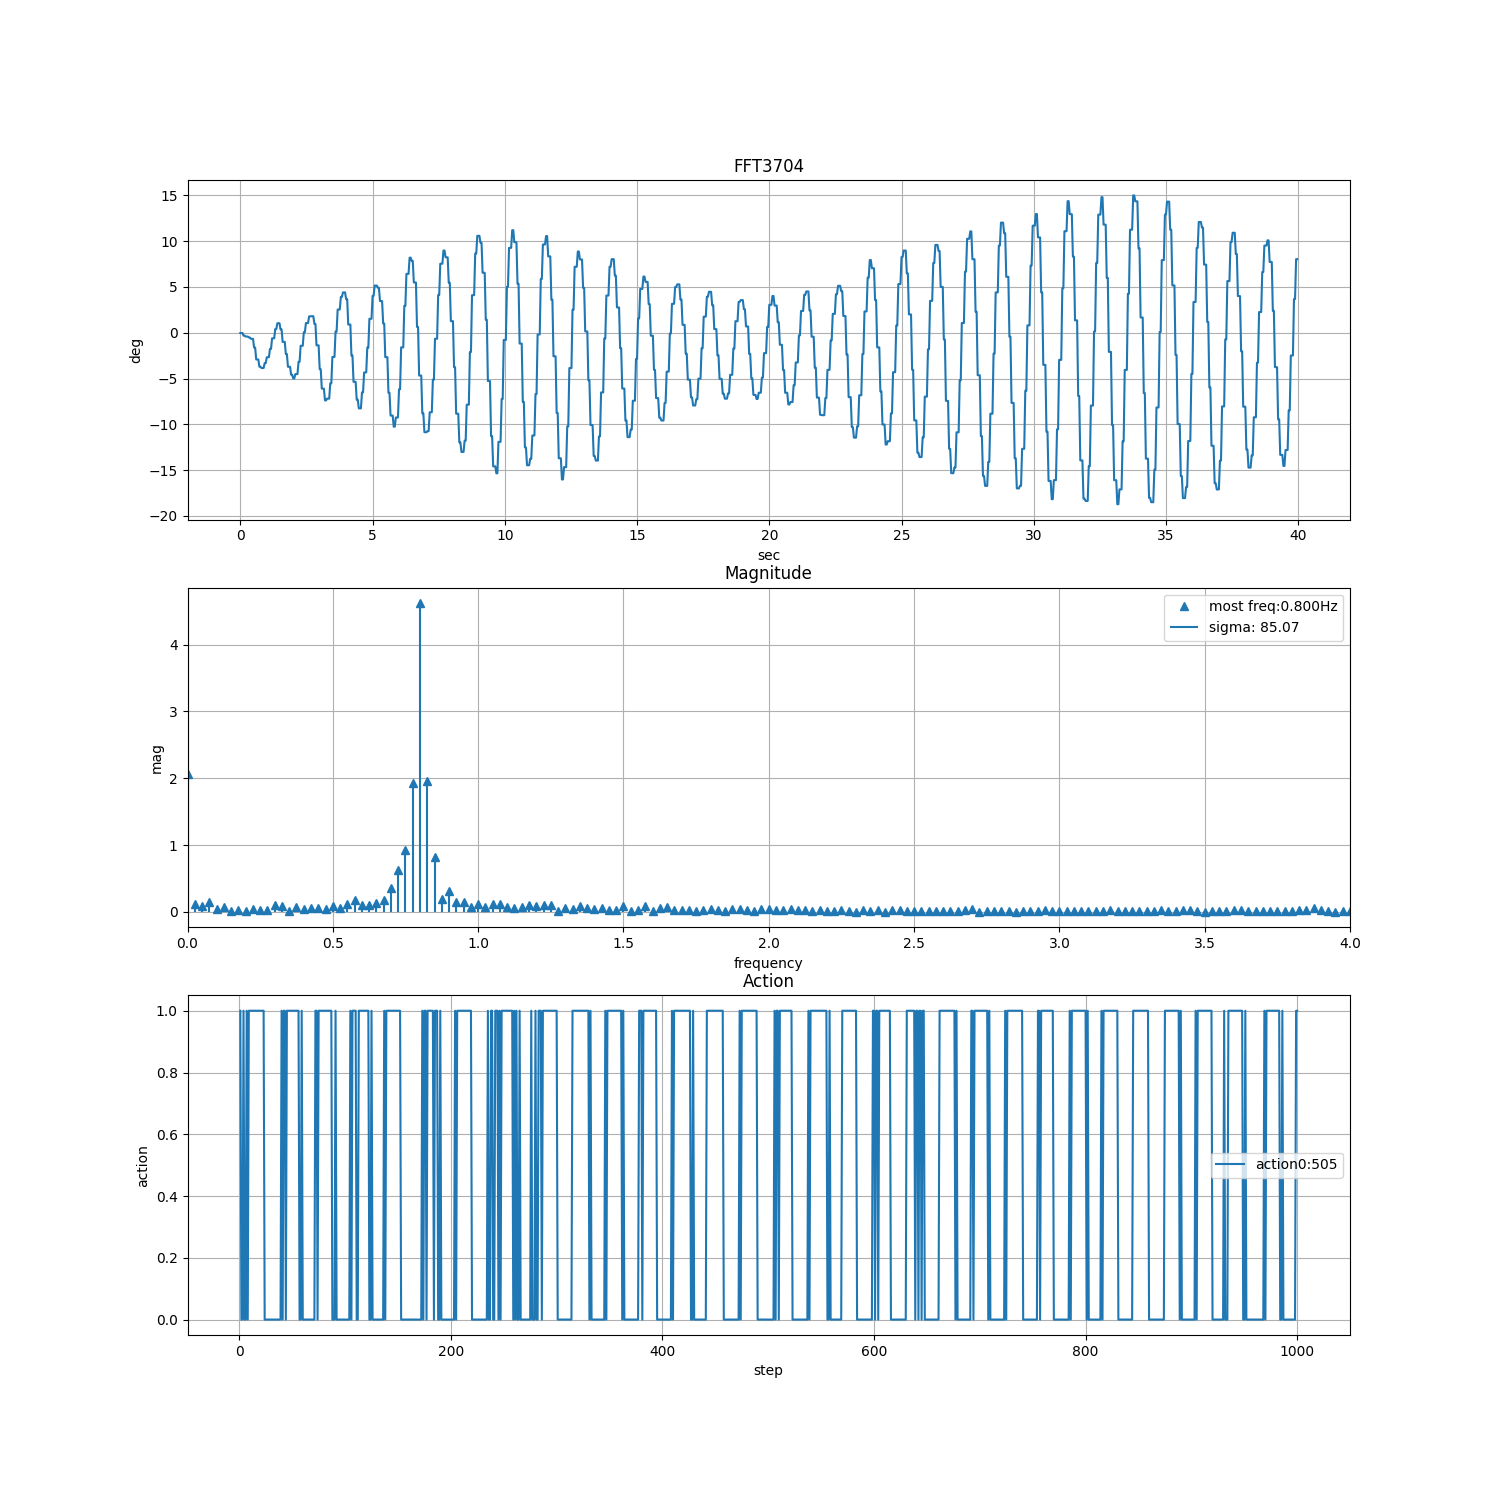 FFT3704
15
10
5
0
−5
−10
−15
−20
deg
0 5 10 15 20 25 30 35 40
sec
Magnitude
most freq:0.800Hz
sigma: 85.07
4
3
2
1
0
mag
0.0 0.5 1.0 1.5 2.0 2.5 3.0 3.5 4.0
frequency
Action
1.0
0.8
0.6
0.4
0.2
0.0
action
action0:505
0 200 400 600 800 1000
step